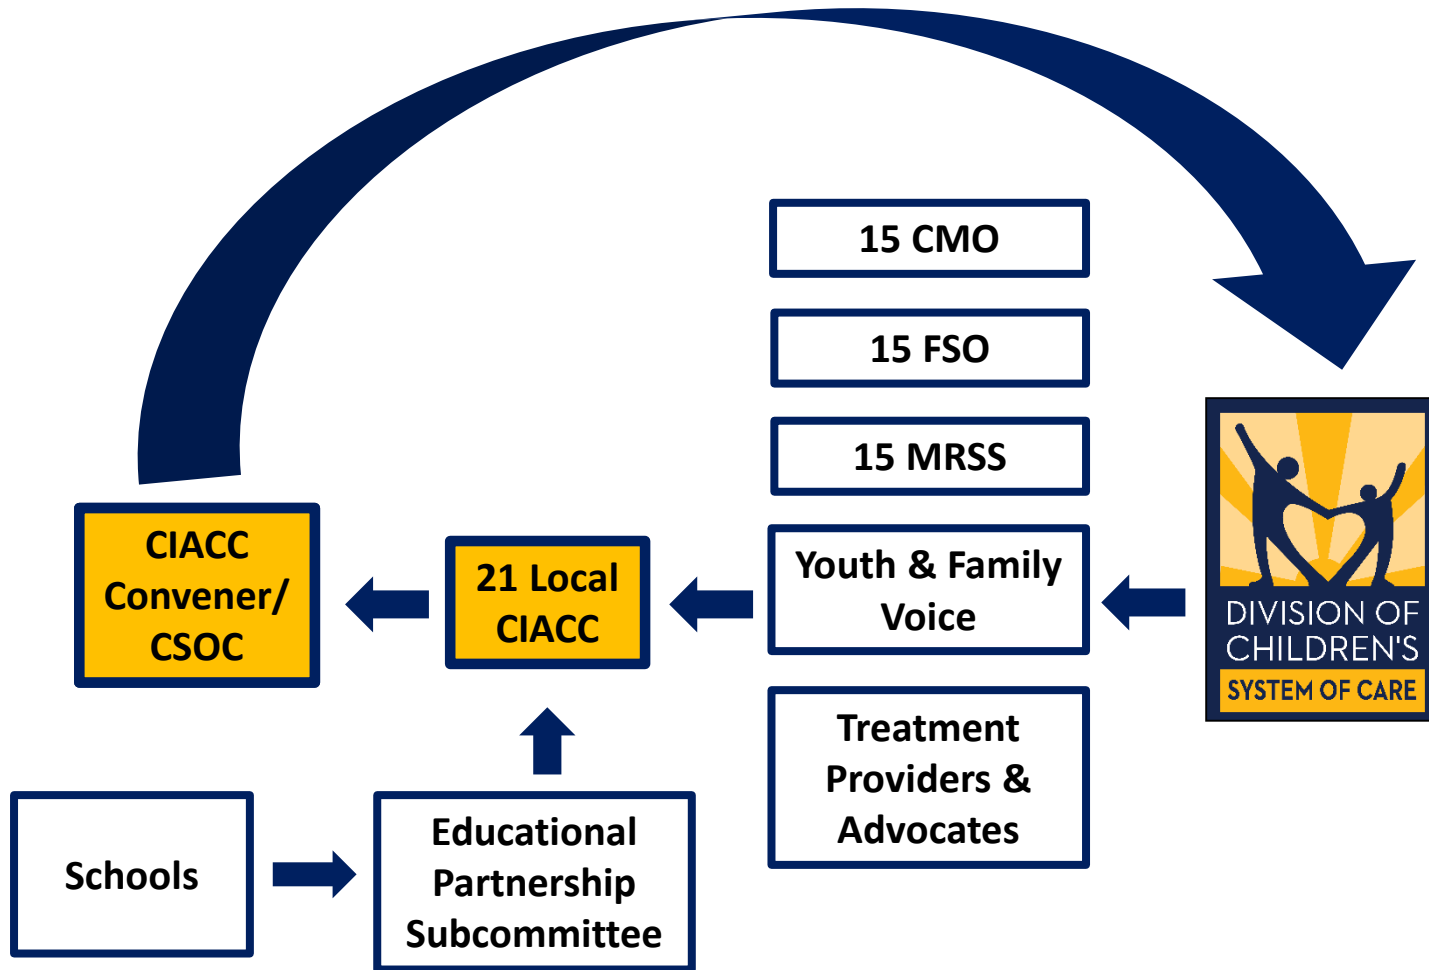 15 CMO
15 FSO
15 MRSS
CIACC
Convener/
CSOC
21 Local
CIACC
Youth & Family
Voice
DIVISION OF
CHILDREN'S
SYSTEM OF CARE
Treatment
Providers &
Advocates
Schools
Educational
Partnership
Subcommittee